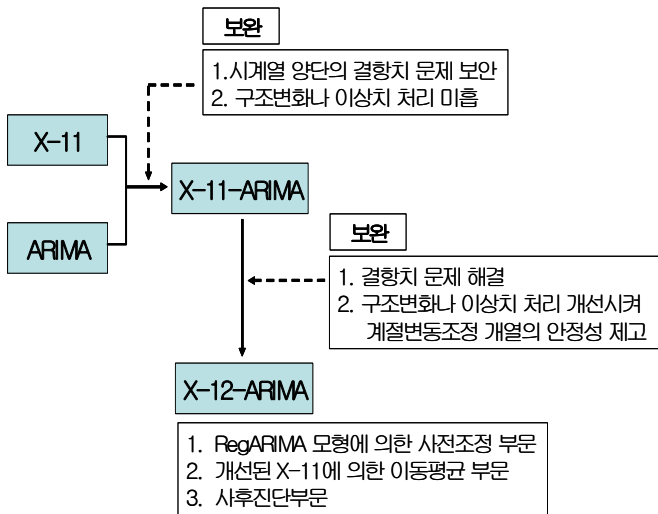 보완
1.시계열 양단의 결항치 문제 보안
2. 구조변화나 이상치 처리 미흡
X-11
X-11-ARIMA
ARIMA
보완
1. 결항치 문제 해결
2. 구조변화나 이상치 처리 개선시켜
계절변동조정 개열의 안정성 제고
X-12-ARIMA
1. RegARIMA 모형에 의한 사전조정 부문
2. 개선된 X-11에 의한 이동평균 부문
3. 사후진단부문